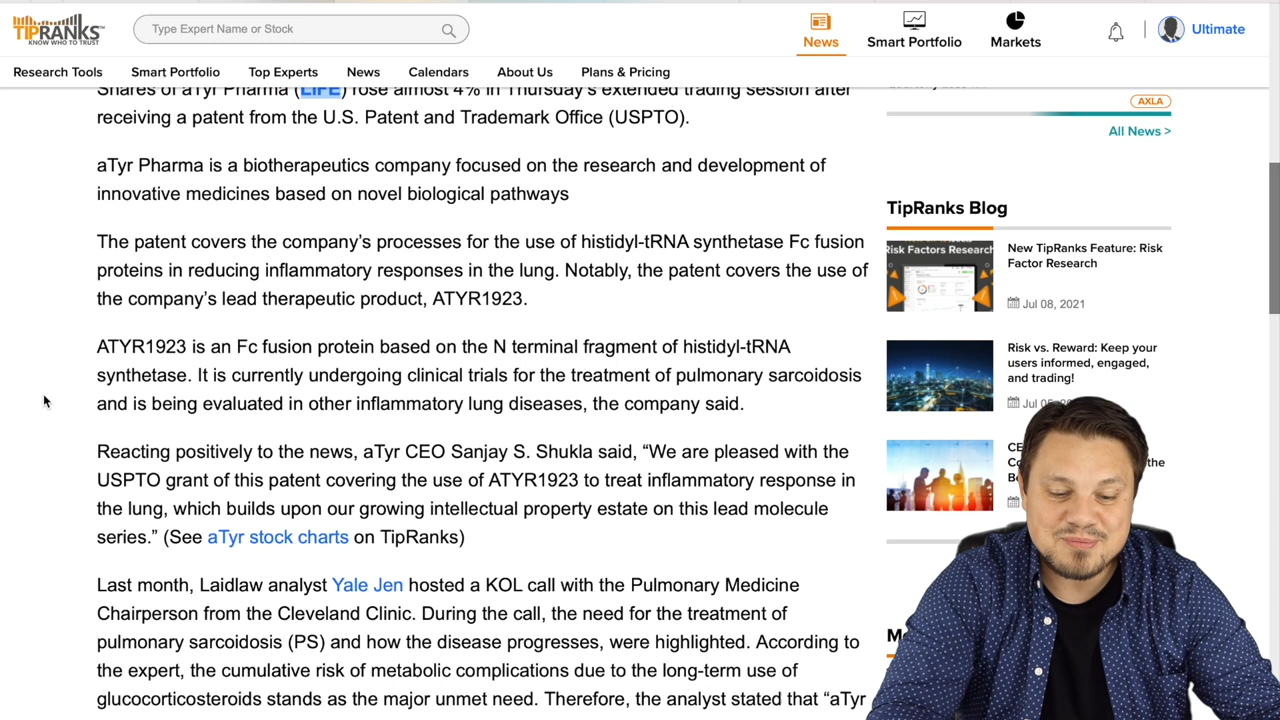 TIPRANKS
KNOW WHO TO TRUST
Type Expert Name or Stock
News
Smart Portfolio
Markets
Ultimate
Research Tools
Smart Portfolio
Top Experts
News
Calendars
About Us
Plans & Pricing
Shares of aTyr Pharma (LIFE) rose almost 4% in Thursday's extended trading session after
receiving a patent from the U.S. Patent and Trademark Office (USPTO).
aTyr Pharma is a biotherapeutics company focused on the research and development of
innovative medicines based on novel biological pathways
The patent covers the company's processes for the use of histidyl-tRNA synthetase Fc fusion
proteins in reducing inflammatory responses in the lung. Notably, the patent covers the use of
the company's lead therapeutic product, ATYR1923.
ATYR1923 is an Fc fusion protein based on the N terminal fragment of histidyl-tRNA
synthetase. It is currently undergoing clinical trials for the treatment of pulmonary sarcoidosis
and is being evaluated in other inflammatory lung diseases, the company said.
Reacting positively to the news, aTyr CEO Sanjay S. Shukla said, “We are pleased with the
USPTO grant of this patent covering the use of ATYR1923 to treat inflammatory response in
the lung, which builds upon our growing intellectual property estate on this lead molecule
series.” (See aTyr stock charts on TipRanks)
Last month, Laidlaw analyst Yale Jen hosted a KOL call with the Pulmonary Medicine
Chairperson from the Cleveland Clinic. During the call, the need for the treatment of
pulmonary sarcoidosis (PS) and how the disease progresses, were highlighted. According to
the expert, the cumulative risk of metabolic complications due to the long-term use of
glucocorticosteroids stands as the major unmet need. Therefore, the analyst stated that “aTyr
AXLA
All News >
TipRanks Blog
Risk Factors Research
New TipRanks Feature: Risk
Factor Research
Jul 08, 2021
Risk vs. Reward: Keep your
users informed, engaged,
and trading!
Jul
the